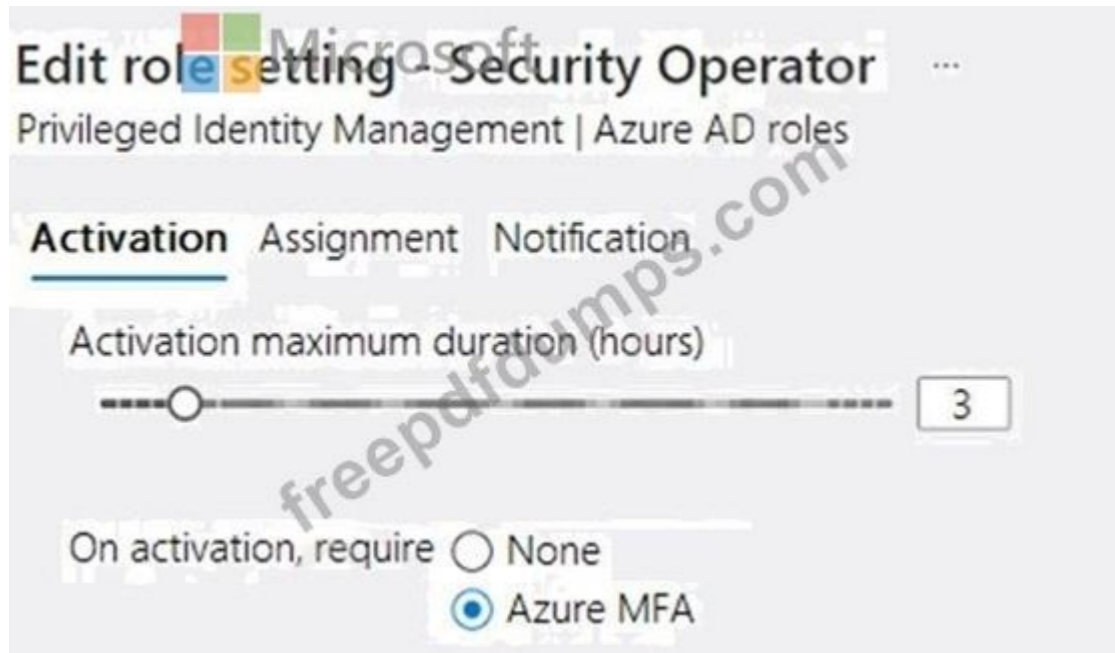 Microsoft
Edit role setting - Security Operator ...
Privileged Identity Management | Azure AD roles
Activation Assignment Notification
Activation maximum duration (hours)
3
freepdfdumps.com
On activation, require None
Azure MFA